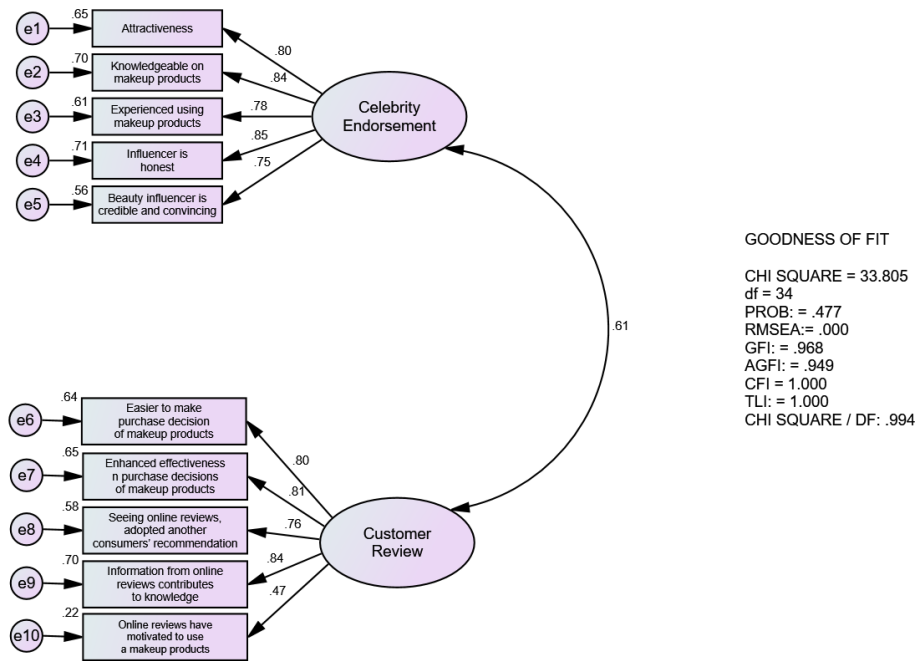 e1
.65
Attractiveness
.80
e2
.70
Knowledgeable on
makeup products
.84
e3
.61
Experienced using
makeup products
.78
e4
.71
Influencer is
honest
.85
e5
.56
Beauty influencer is
credible and convincing
.75
Celebrity
Endorsement
.61
GOODNESS OF FIT
CHI SQUARE = 33.805
df = 34
PROB: = .477
RMSEA:= .000
GFI: = .968
AGFI: = .949
CFI = 1.000
TLI: = 1.000
CHI SQUARE / DF: .994
e6
.64
Easier to make
purchase decision
of makeup products
.80
e7
.65
Enhanced effectiveness
n purchase decisions
of makeup products
.81
e8
.58
Seeing online reviews,
adopted another
consumers' recommendation
.76
e9
.70
Information from online
reviews contributes
to knowledge
.84
e10
.22
Online reviews have
motivated to use
a makeup products
.47
Customer
Review